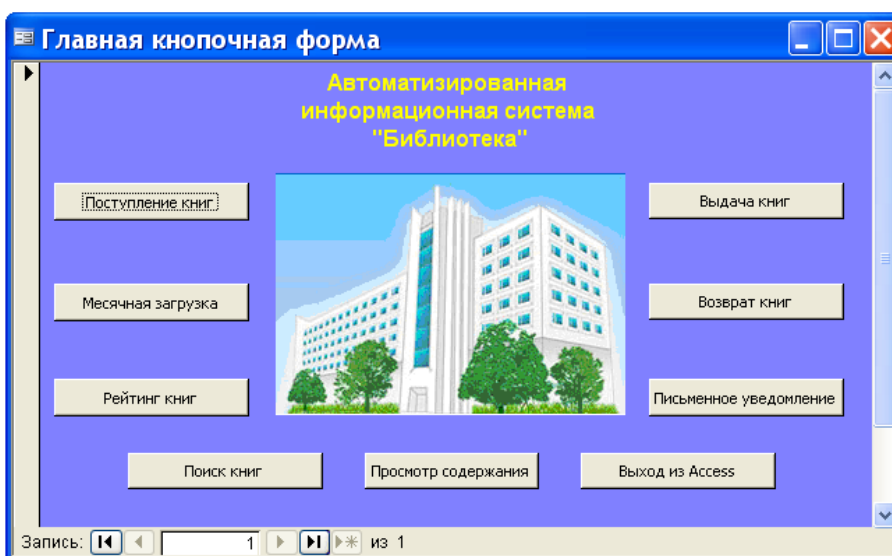 Главная кнопочная форма
Автоматизированная
информационная система
"Библиотека"
Поступление книг
Выдача книг
Месячная загрузка
Возврат книг
Рейтинг книг
Письменное уведомление
Поиск книг
Просмотр содержания
Выход из Access
Запись: 1 из 1